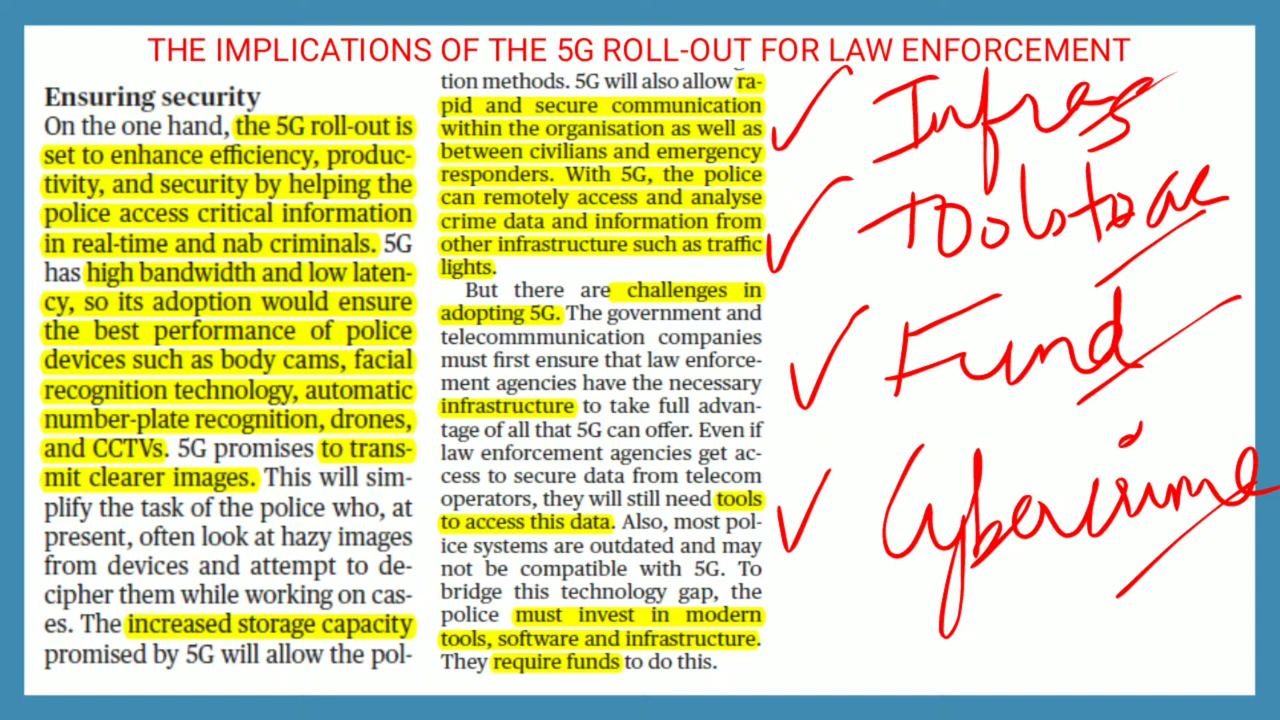 THE IMPLICATIONS OF THE 5G ROLL-OUT FOR LAW ENFORCEMENT
Ensuring security
On the one hand, the 5G roll-out is
set to enhance efficiency, produc-
tivity, and security by helping the
police access critical information
in real-time and nab criminals. 5G
has high bandwidth and low laten-
cy, so its adoption would ensure
the best performance of police
devices such as body cams, facial
recognition technology, automatic
number-plate recognition, drones,
and CCTVs. 5G promises to trans-
mit clearer images. This will sim-
plify the task of the police who, at
present, often look at hazy images
from devices and attempt to de-
cipher them while working on cas-
es. The increased storage capacity
promised by 5G will allow the pol-
tion methods. 5G will also allow ra-
pid and secure communication
within the organisation as well as
between civilians and emergency
responders. With 5G, the police
can remotely access and analyse
crime data and information from
other infrastructure such as traffic
lights.
But there are challenges in
adopting 5G. The government and
telecommmunication companies
must first ensure that law enforce-
ment agencies have the necessary
infrastructure to take full advan-
tage of all that 5G can offer. Even if
law enforcement agencies get ac-
cess to secure data from telecom
operators, they will still need tools
to access this data. Also, most pol-
ice systems are outdated and may
not be compatible with 5G. To
bridge this technology gap, the
police must invest in modern
tools, software and infrastructure.
They require funds to do this.
Tools to ac
Fund
Cybercrime